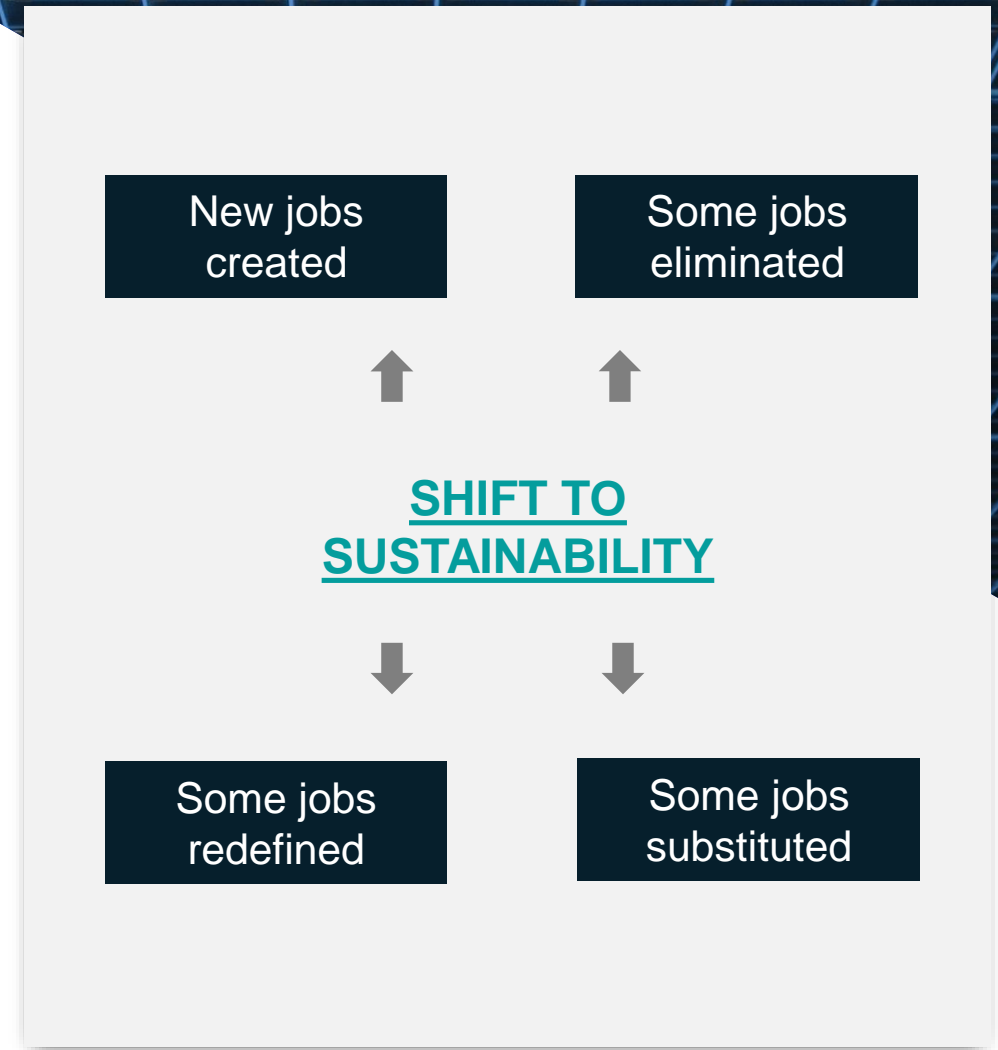 New jobs
created
Some jobs
eliminated
SHIFT TO
SUSTAINABILITY
Some jobs
redefined
Some jobs
substituted